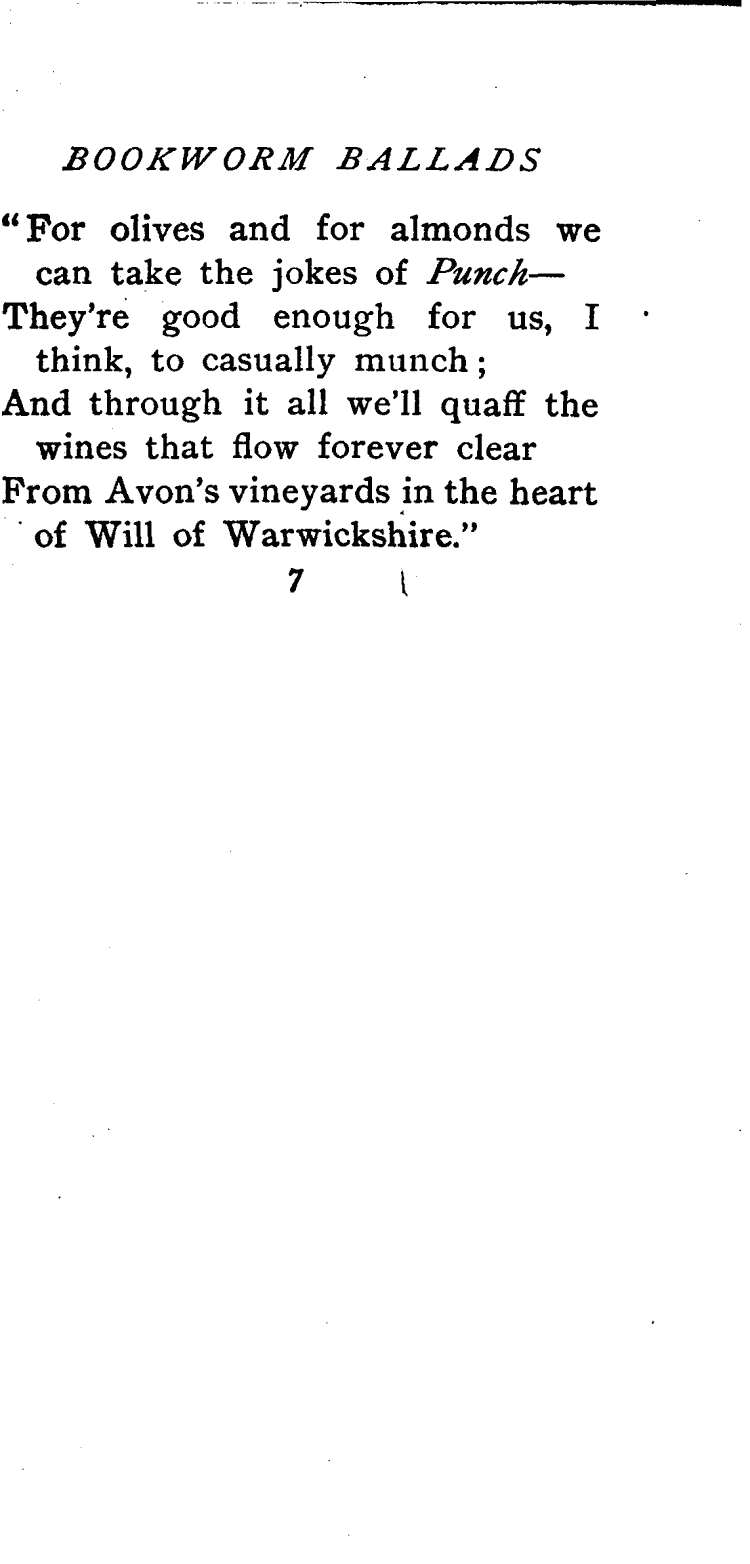 BOOKWORM BALLADS
“For olives and for almonds we
can take the jokes of Punch—
They're good enough for us, I
think, to casually munch;
And through it all we'll quaff the
wines that flow forever clear
From Avon's vineyards in the heart
of Will of Warwickshire.”
7